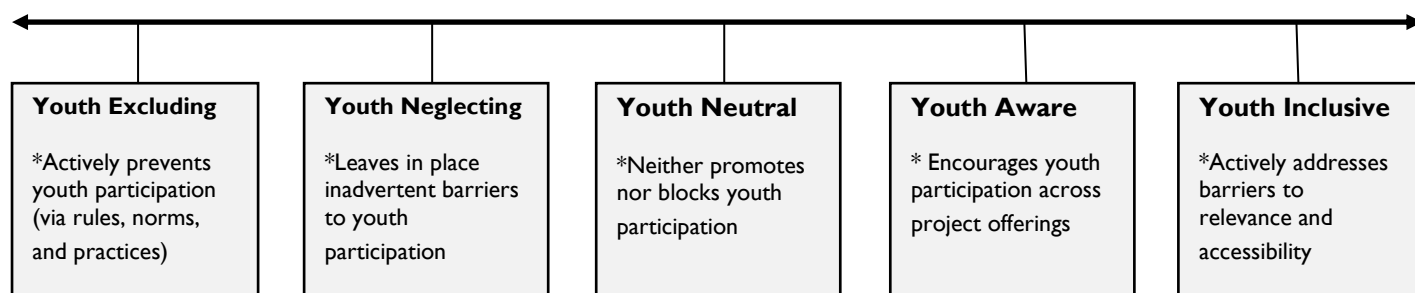 Youth Excluding
*Actively prevents
youth participation
(via rules, norms,
and practices)
Youth Neglecting
*Leaves in place
inadvertent barriers
to youth
participation
Youth Neutral
*Neither promotes
nor blocks youth
participation
Youth Aware
* Encourages youth
participation across
project offerings
Youth Inclusive
*Actively addresses
barriers to
relevance and
accessibility